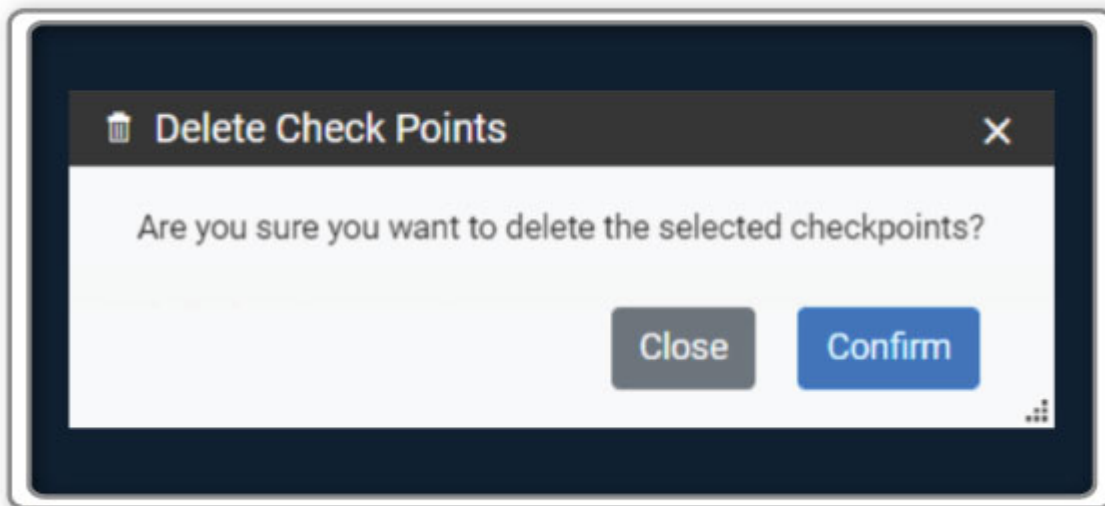 Delete Check Points
Are you sure you want to delete the selected checkpoints?
Close Confirm